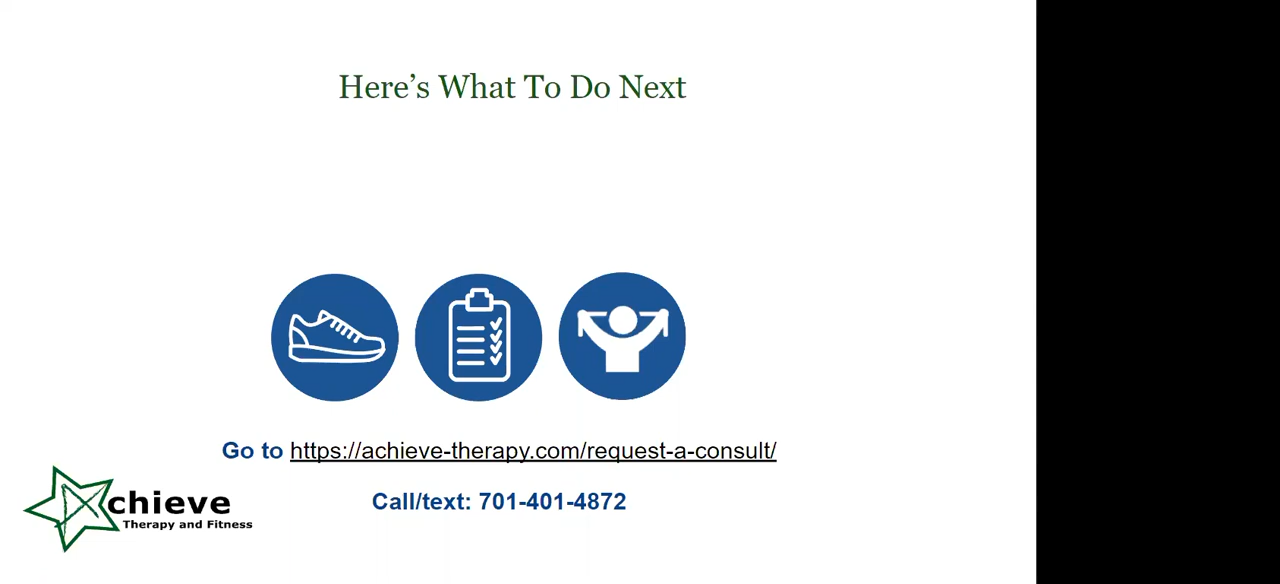 Here’s What To Do Next
Go to https://achieve-therapy.com/request-a-consult/
Call/text: 701-401-4872
Achieve
Therapy and Fitness